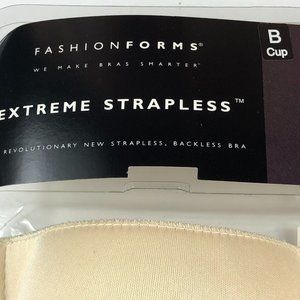 FASHIONFORMS®
WE MAKE BRAS SMARTER™
B
Cup
EXTREME STRAPLESS™
REVOLUTIONARY NEW STRAPLESS, BACKLESS BRA